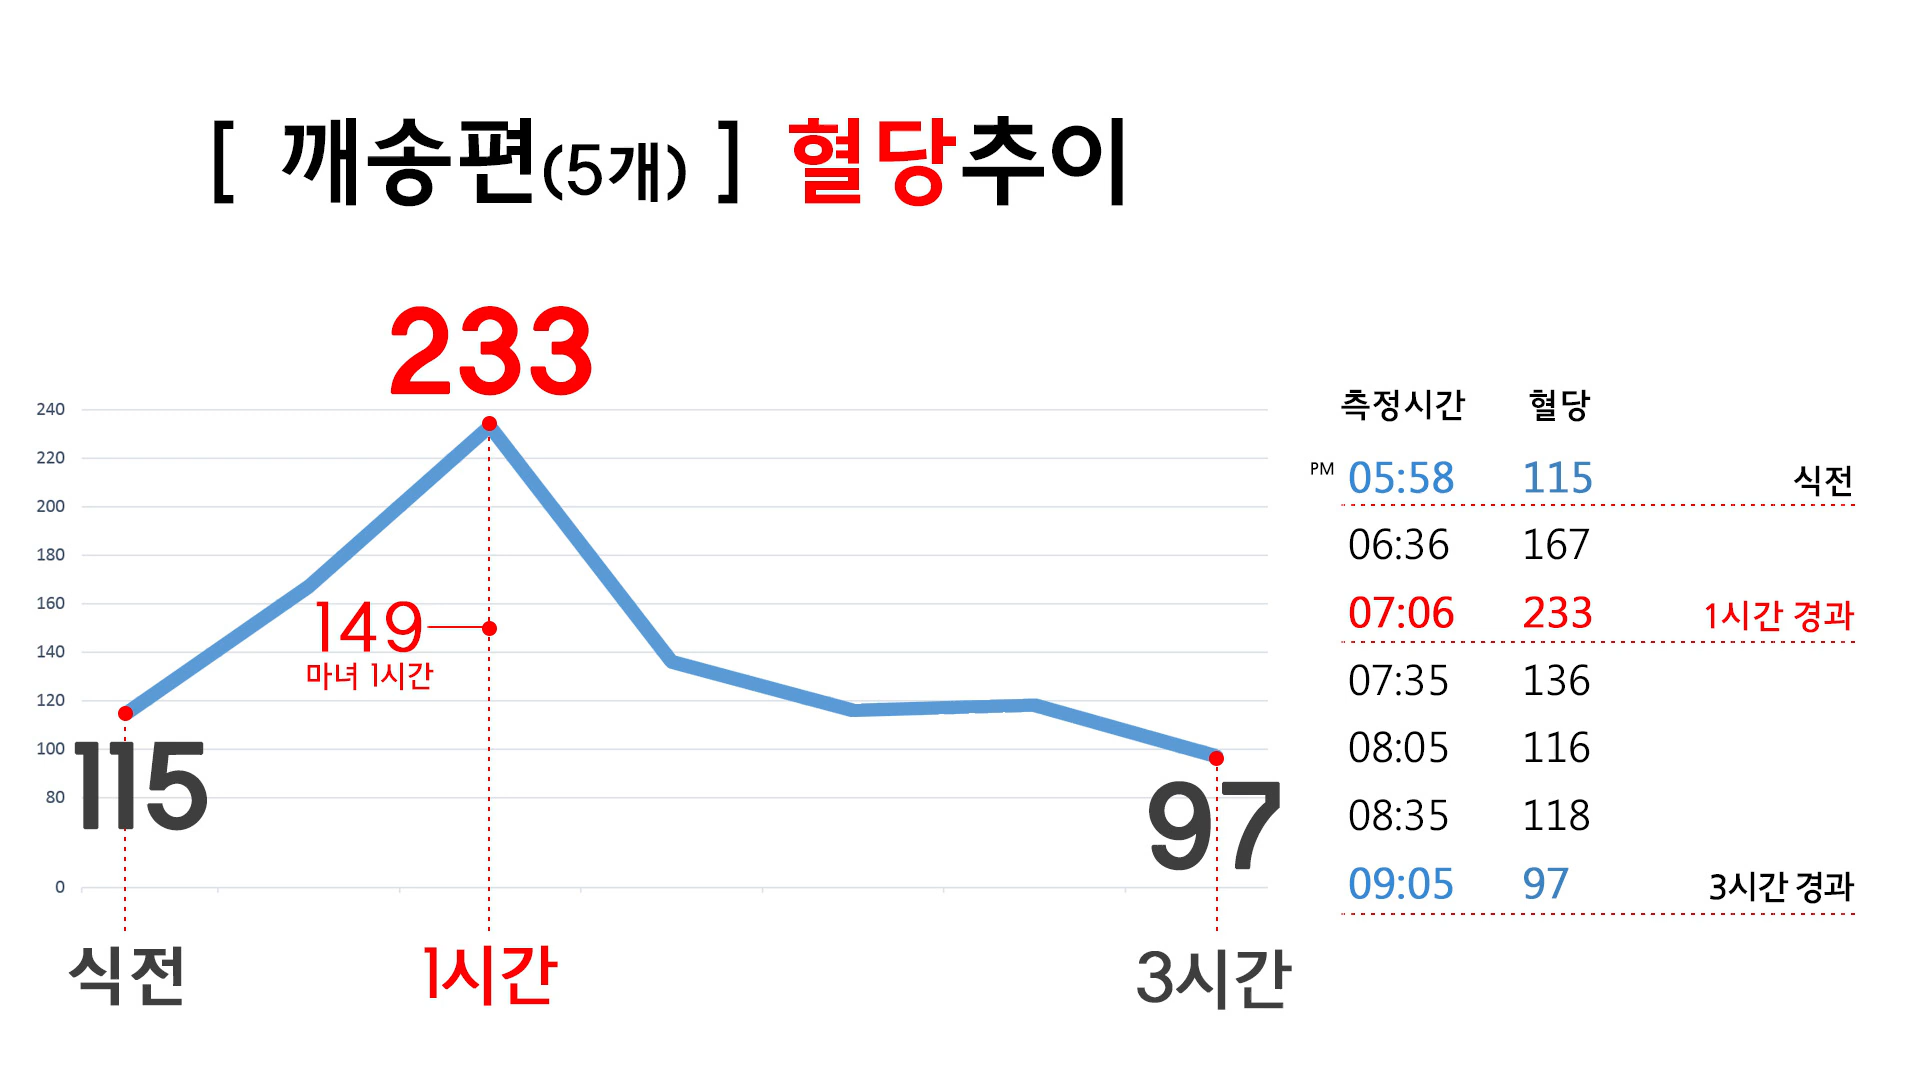 [ 깨송편(5개) ] 혈당추이
233
240
220
200
180
160
140
120
100
80
0
149
마녀 1시간
115
97
식전
1시간
3시간
측정시간 혈당
PM 05:58 115 식전
06:36 167
07:06 233 1시간 경과
07:35 136
08:05 116
08:35 118
09:05 97 3시간 경과